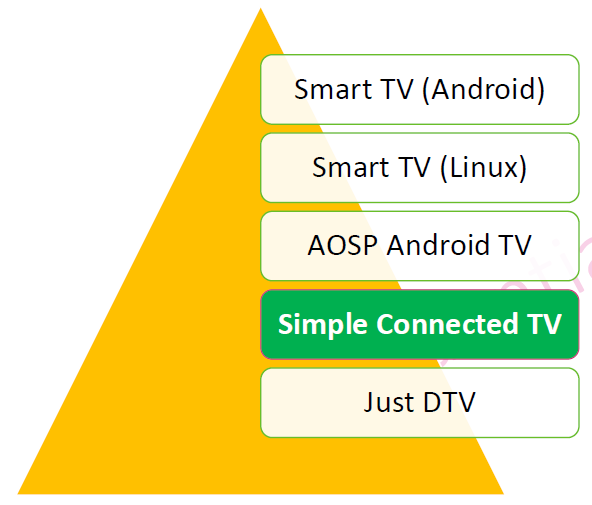 Smart TV (Android)
Smart TV (Linux)
AOSP Android TV
Simple Connected TV
Just DTV